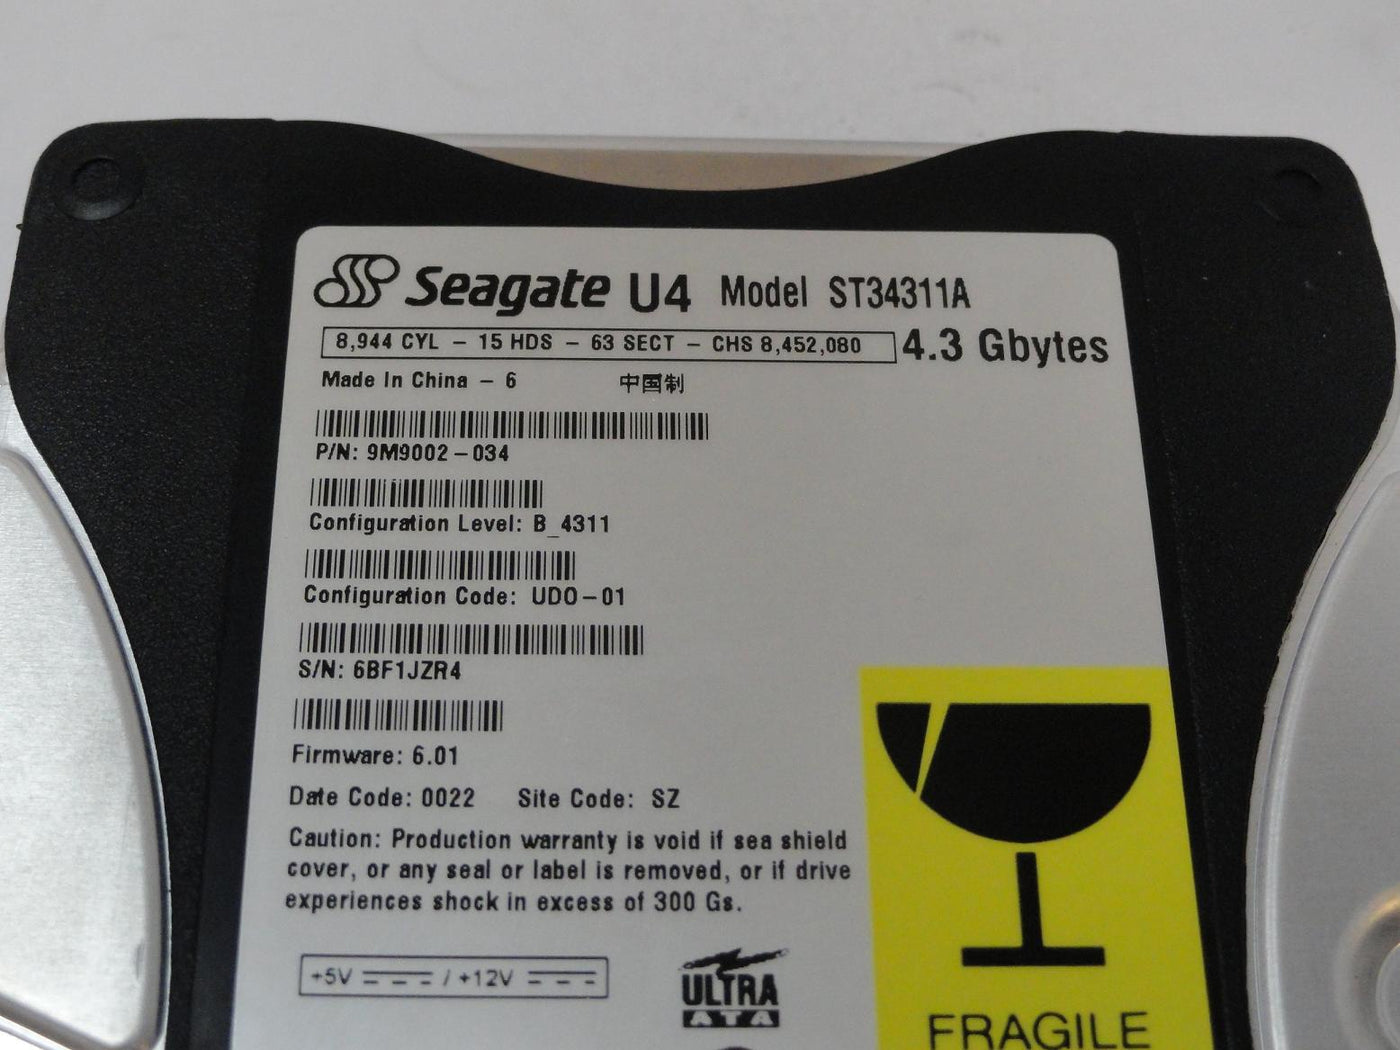 Seagate U4 Model ST34311A
8,944 CYL – 15 HDS – 63 SECT – CHS 8,452,080 4.3 Gbytes
Made In China – 6 中国制
P/N: 9M9002-034
Configuration Level: B_4311
Configuration Code: UDO-01
S/N: 6BF1JZR4
Firmware: 6.01
Date Code: 0022 Site Code: SZ
Caution: Production warranty is void if sea shield
cover, or any seal or label is removed, or if drive
experiences shock in excess of 300 Gs.
+5V / +12V
ULTRA
ATA
FRAGILE